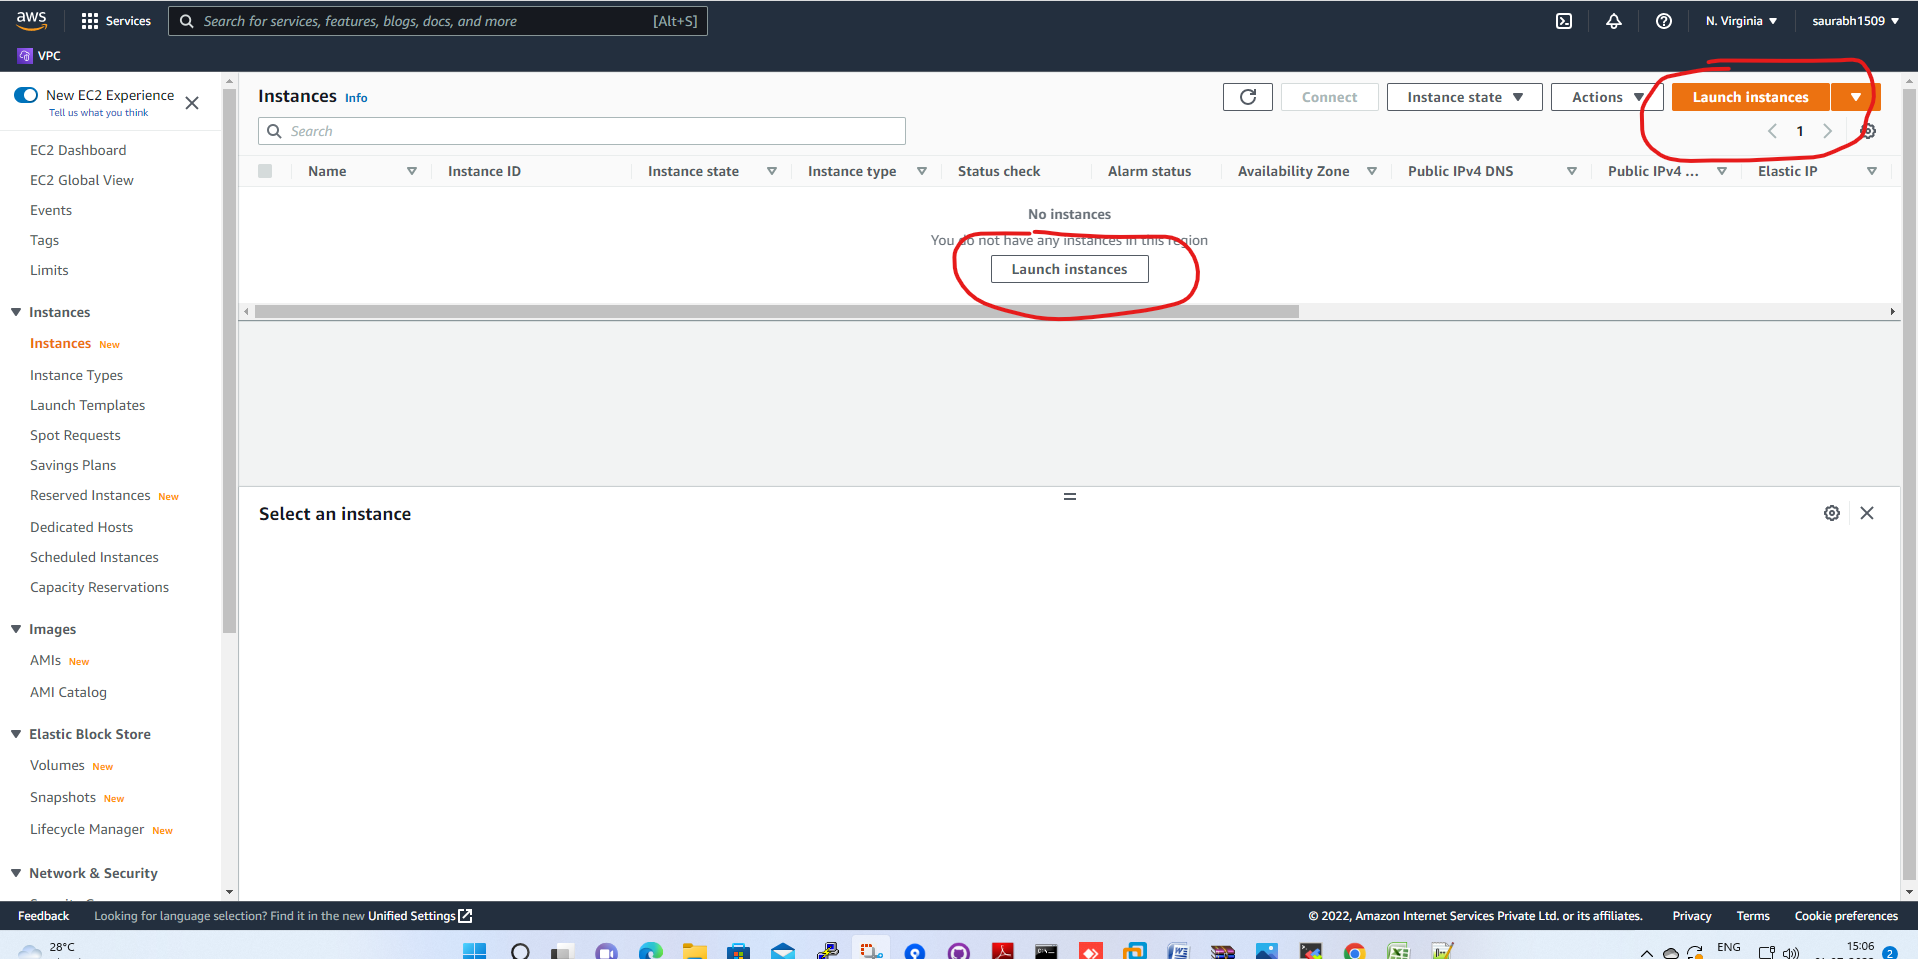 aws
Services
Search for services, features, blogs, docs, and more [Alt+S]
N. Virginia
saurabh1509
VPC
New EC2 Experience
Tell us what you think
EC2 Dashboard
EC2 Global View
Events
Tags
Limits
Instances
Instances New
Instance Types
Launch Templates
Spot Requests
Savings Plans
Reserved Instances New
Dedicated Hosts
Scheduled Instances
Capacity Reservations
Images
AMIs New
AMI Catalog
Elastic Block Store
Volumes New
Snapshots New
Lifecycle Manager New
Network & Security
Instances Info
Connect
Instance state
Actions
Launch instances
Search
1
Name Instance ID Instance state Instance type Status check Alarm status Availability Zone Public IPv4 DNS Public IPv4 ... Elastic IP
No instances
You do not have any instances in this region
Launch instances
Select an instance
Feedback Looking for language selection? Find it in the new Unified Settings
© 2022, Amazon Internet Services Private Ltd. or its affiliates. Privacy Terms Cookie preferences
28°C
ENG
15:06
2